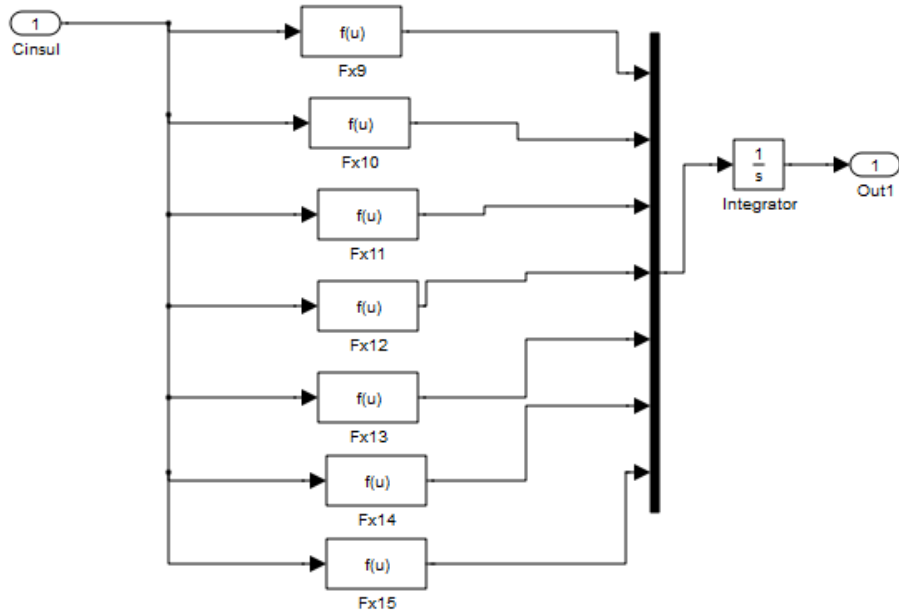 1
Cinsul
f(u)
Fx9
f(u)
Fx10
f(u)
Fx11
f(u)
Fx12
f(u)
Fx13
f(u)
Fx14
f(u)
Fx15
1
s
Integrator
1
Out1